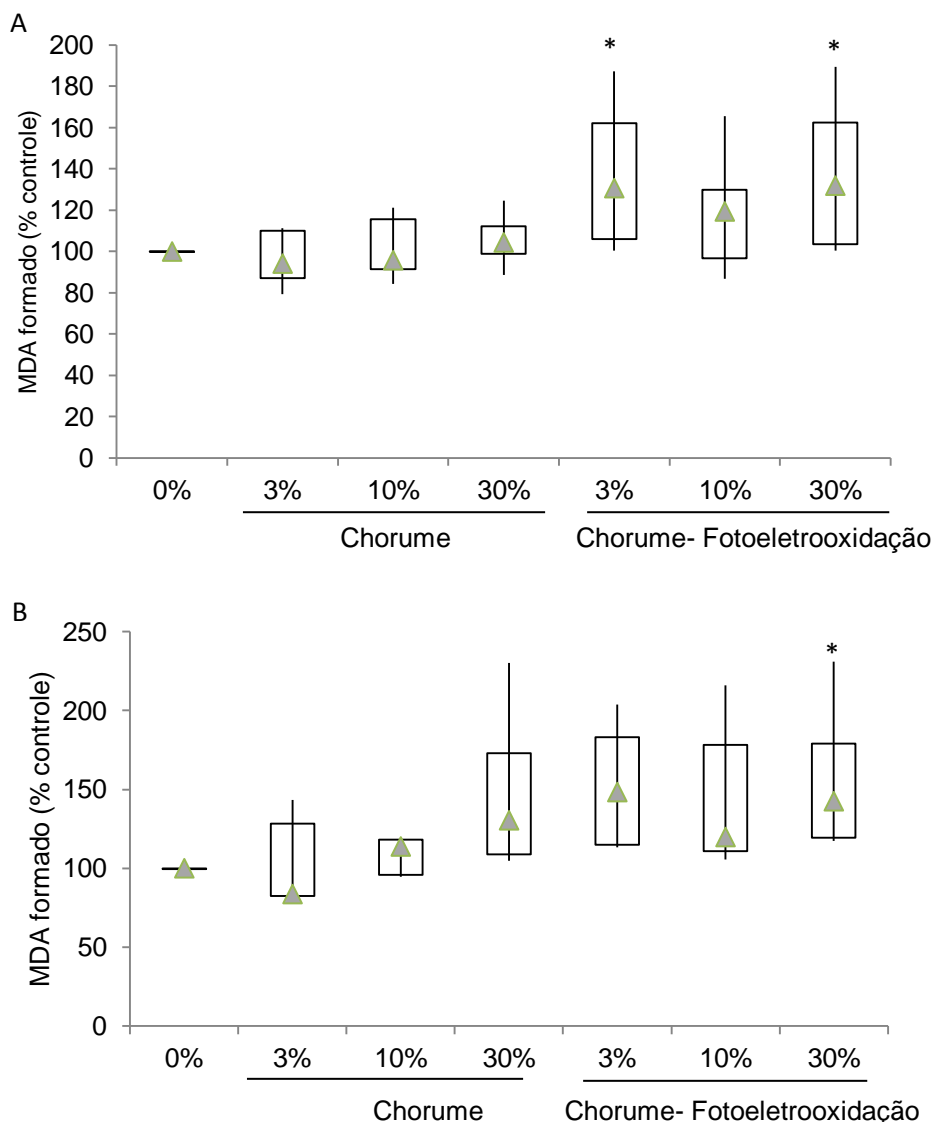 A
MDA formado (% controle)
200
180
160
140
120
100
80
60
40
20
0
* *
0% 3% 10% 30% 3% 10% 30%
Chorume Chorume- Fotoeletrooxidação
B
MDA formado (% controle)
250
200
150
100
50
0
*
0% 3% 10% 30% 3% 10% 30%
Chorume Chorume- Fotoeletrooxidação